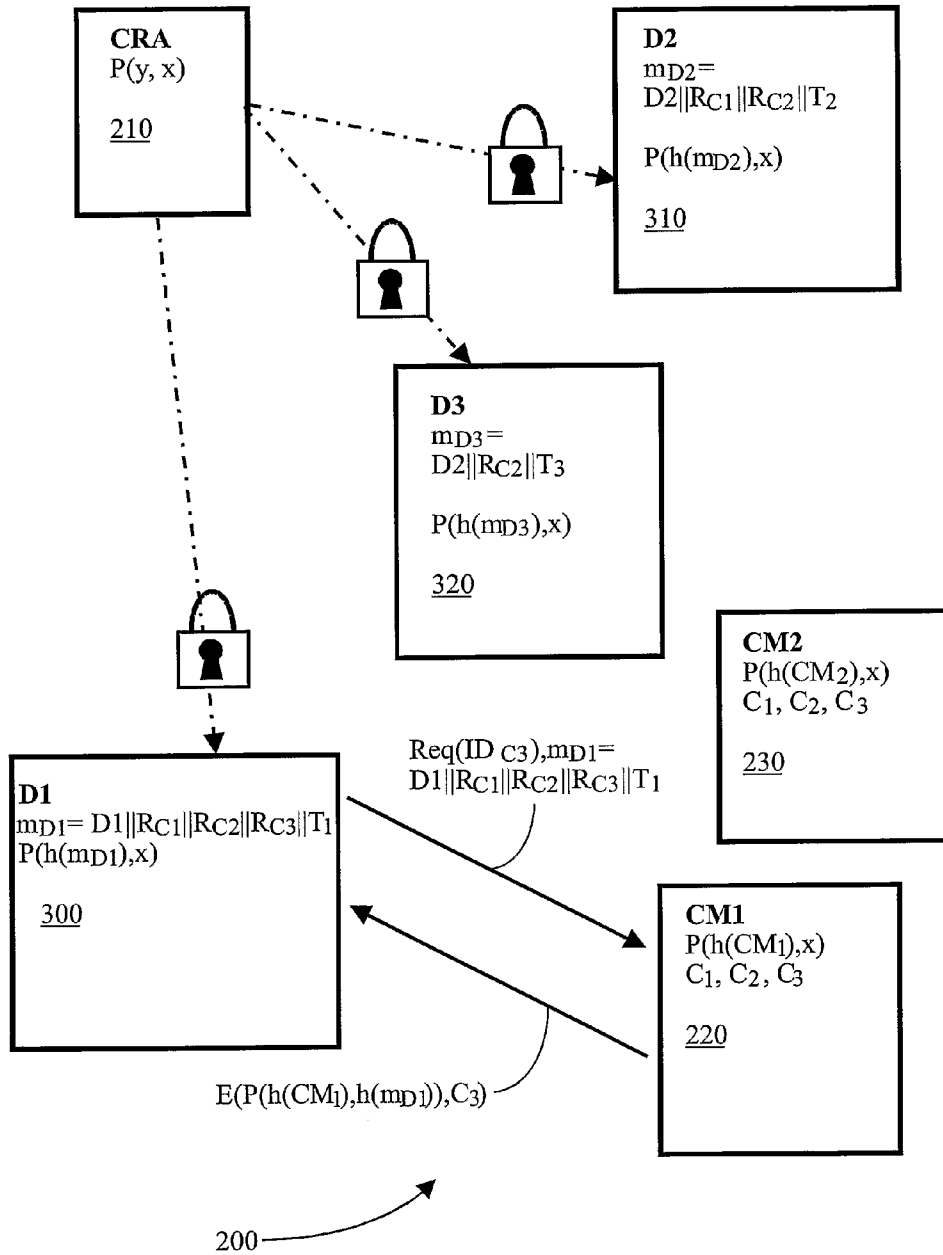 CRA
P(y, x)
210
D2
mD2=
D2||RC1||RC2||T2
P(h(mD2),x)
310
D3
mD3=
D2||RC2||T3
P(h(mD3),x)
320
CM2
P(h(CM2),x)
C1, C2, C3
230
Req(ID C3),mD1=
D1||RC1||RC2||RC3||T1
D1
mD1= D1||RC1||RC2||RC3||T1
P(h(mD1),x)
300
CM1
P(h(CM1),x)
C1, C2, C3
220
E(P(h(CM1),h(mD1)),C3)
200